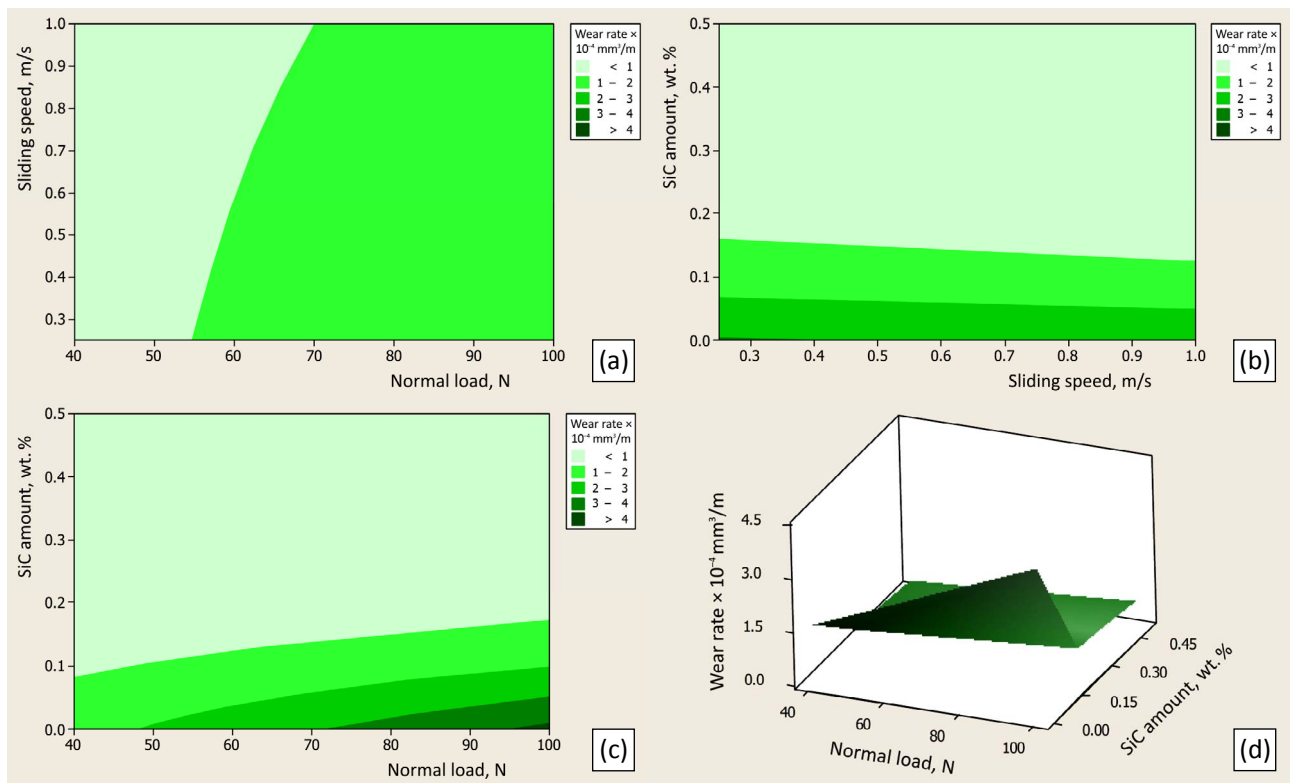 Sliding speed, m/s
1.0
0.9
0.8
0.7
0.6
0.5
0.4
0.3
40 50 60 70 80 90 100
Normal load, N
Wear rate ×
10⁻⁴ mm³/m
< 1
1 – 2
2 – 3
3 – 4
> 4
(a)
SiC amount, wt. %
0.5
0.4
0.3
0.2
0.1
0.0
0.3 0.4 0.5 0.6 0.7 0.8 0.9 1.0
Sliding speed, m/s
Wear rate ×
10⁻⁴ mm³/m
< 1
1 – 2
2 – 3
3 – 4
> 4
(b)
SiC amount, wt. %
0.5
0.4
0.3
0.2
0.1
0.0
40 50 60 70 80 90 100
Normal load, N
Wear rate ×
10⁻⁴ mm³/m
< 1
1 – 2
2 – 3
3 – 4
> 4
(c)
Wear rate × 10⁻⁴ mm³/m
4.5
3.0
1.5
0.0
40 60 80 100
Normal load, N
0.45
0.30
0.15
0.00
SiC amount, wt. %
(d)